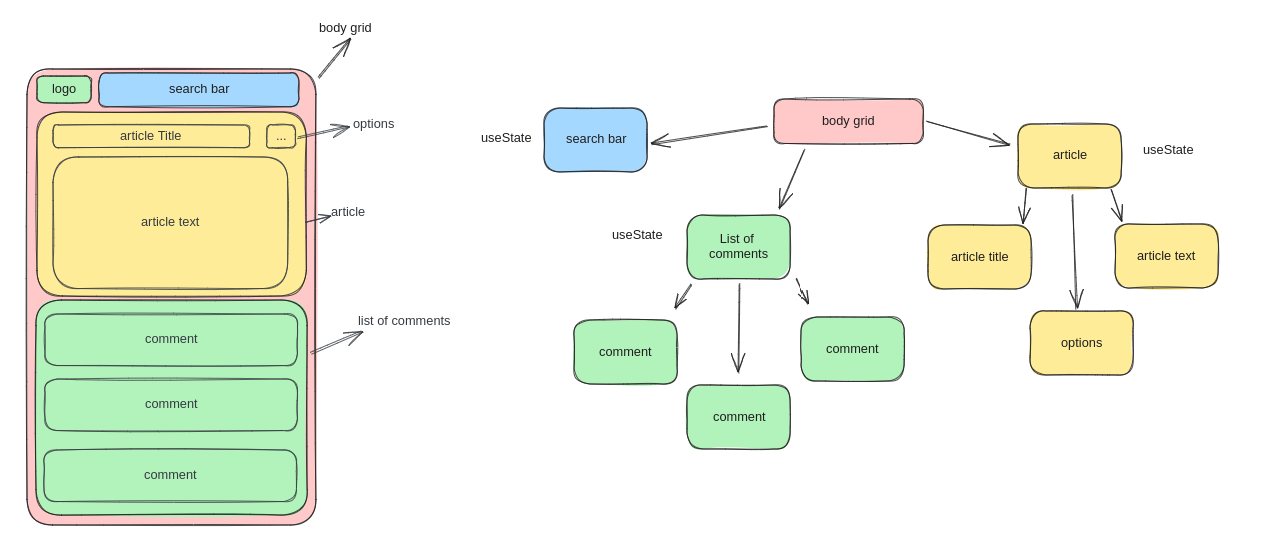 body grid
logo
search bar
article Title
...
options
article text
article
comment
list of comments
comment
comment
useState
search bar
body grid
article
useState
useState
List of
comments
article title
article text
options
comment
comment
comment